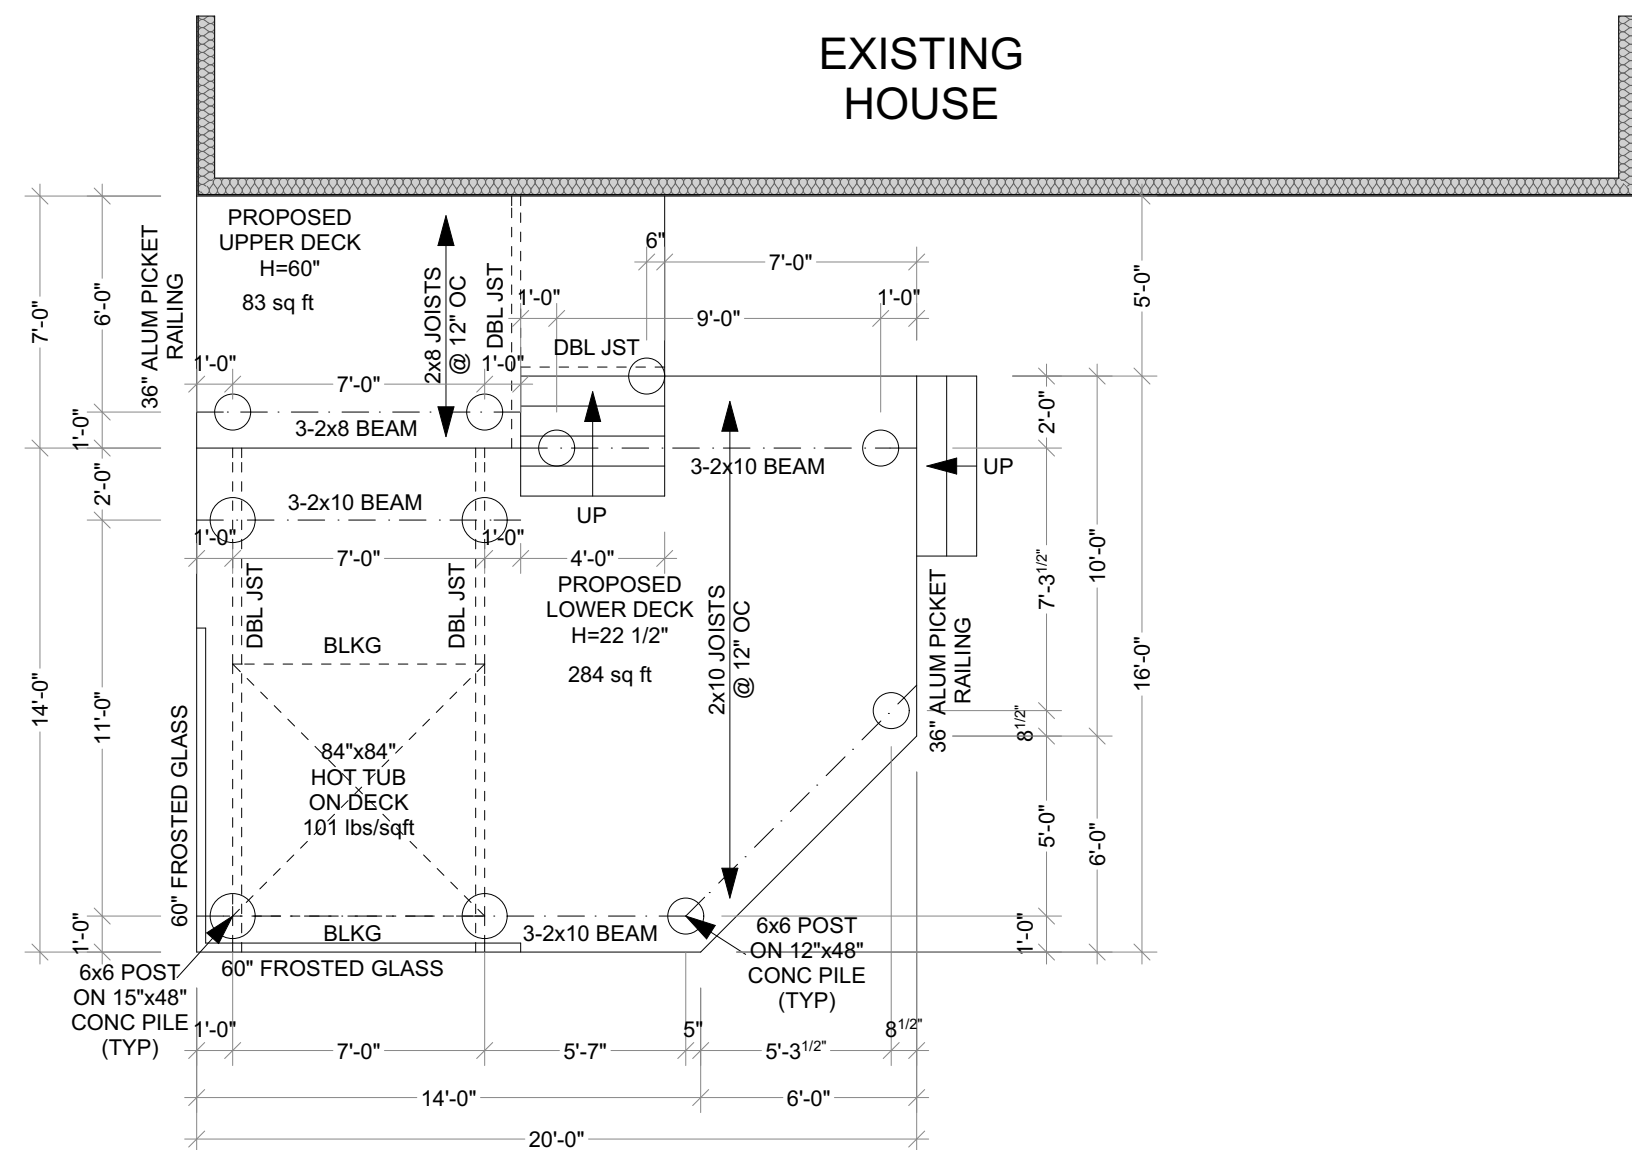 EXISTING
HOUSE
PROPOSED
UPPER DECK
H=60"
83 sq ft
36" ALUM PICKET
RAILING
2x8 JOISTS
@ 12" OC
DBL JST
6"
7'-0"
1'-0"
9'-0"
1'-0"
DBL JST
5'-0"
7'-0"
6'-0"
1'-0"
7'-0"
1'-0"
3-2x8 BEAM
1'-0"
2'-0"
3-2x10 BEAM
UP
2'-0"
3-2x10 BEAM
UP
1'-0"
7'-0"
1'-0"
4'-0"
PROPOSED
LOWER DECK
H=22 1/2"
284 sq ft
DBL JST
DBL JST
BLKG
2x10 JOISTS
@ 12" OC
36" ALUM PICKET
RAILING
7'-3 1/2"
10'-0"
16'-0"
8 1/2"
14'-0"
11'-0"
60" FROSTED GLASS
84"x84"
HOT TUB
ON DECK
101 lbs/sqft
5'-0"
6'-0"
1'-0"
1'-0"
BLKG
3-2x10 BEAM
60" FROSTED GLASS
6x6 POST
ON 15"x48"
CONC PILE
(TYP)
6x6 POST
ON 12"x48"
CONC PILE
(TYP)
1'-0"
7'-0"
5'-7"
5"
5'-3 1/2"
8 1/2"
14'-0"
6'-0"
20'-0"